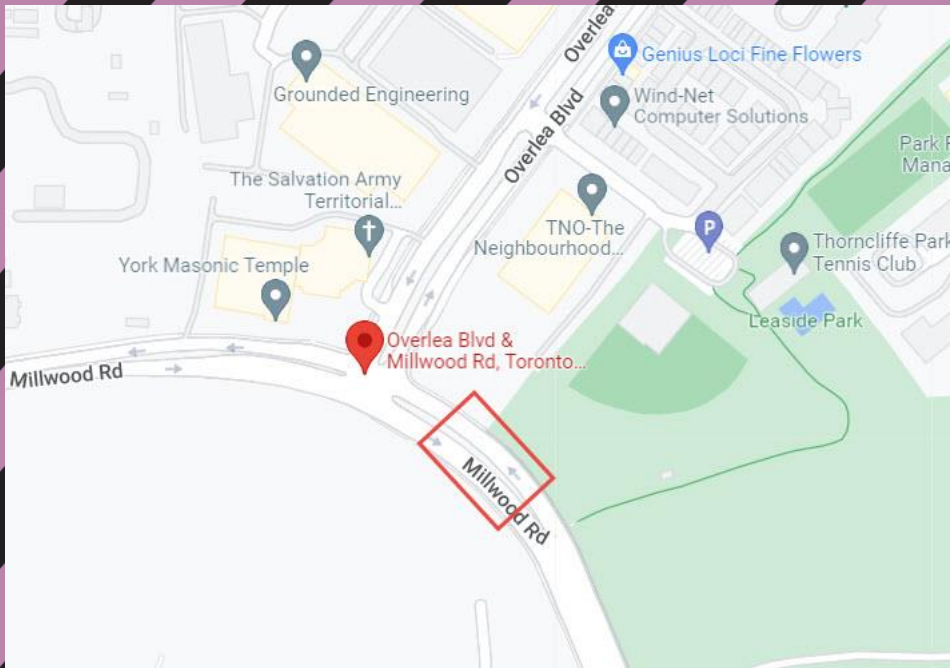 Overlea
Genius Loci Fine Flowers
Grounded Engineering
Wind-Net
Computer Solutions
Overlea Blvd
Park
Mana
The Salvation Army
Territorial...
TNO-The
Neighbourhood...
P
Thorncliffe Park
Tennis Club
York Masonic Temple
Leaside Park
Overlea Blvd &
Millwood Rd, Toronto...
Millwood Rd
Millwood Rd